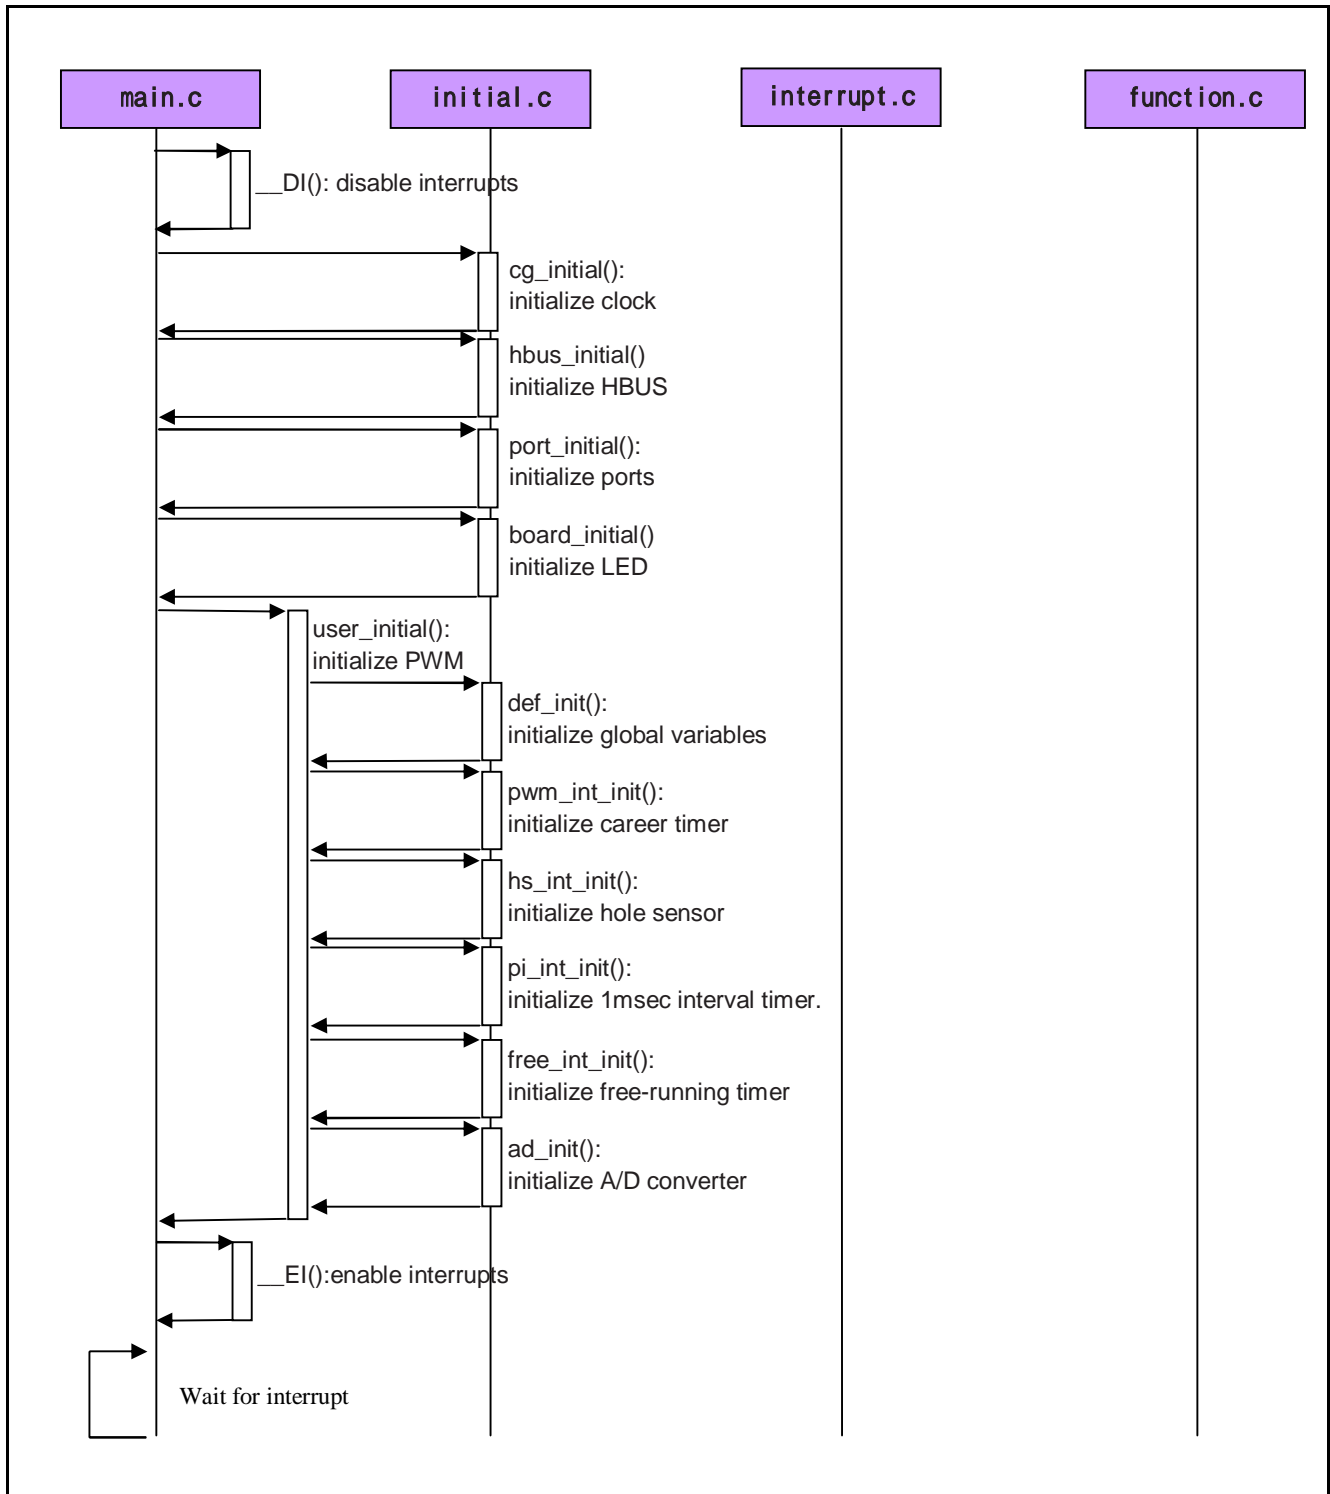 main.c
initial.c
interrupt.c
function.c
__DI(): disable interrupts
cg_initial():
initialize clock
hbus_initial()
initialize HBUS
port_initial():
initialize ports
board_initial()
initialize LED
user_initial():
initialize PWM
def_init():
initialize global variables
pwm_int_init():
initialize career timer
hs_int_init():
initialize hole sensor
pi_int_init():
initialize 1msec interval timer.
free_int_init():
initialize free-running timer
ad_init():
initialize A/D converter
__EI():enable interrupts
Wait for interrupt